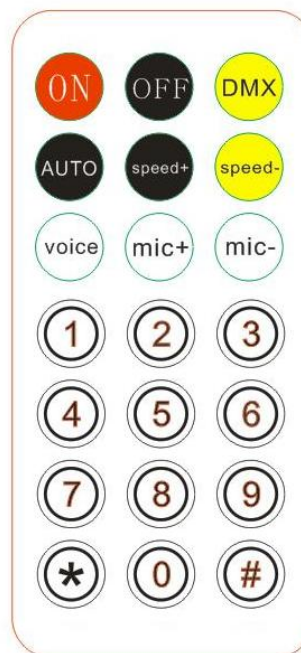 ON OFF DMX
AUTO speed+ speed-
voice mic+ mic-
1 2 3
4 5 6
7 8 9
* 0 #